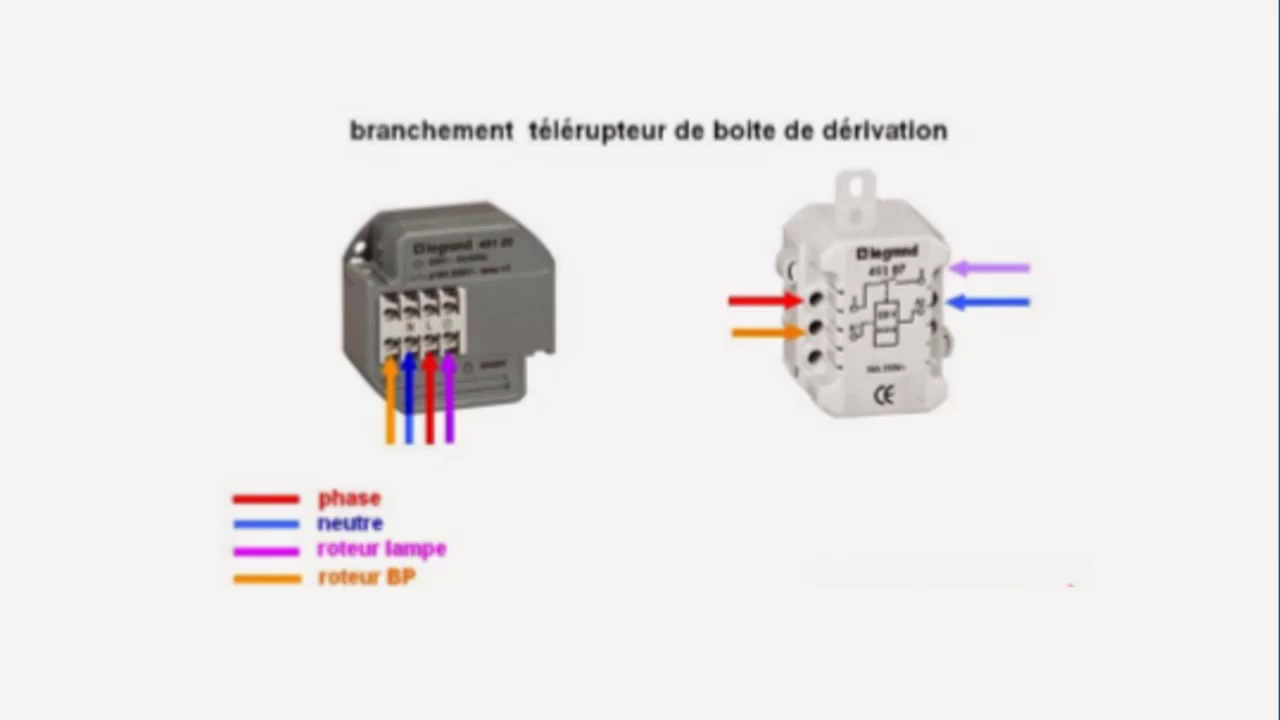 branchement télérupteur de boite de dérivation
legrand
legrand
N L
CE
phase
neutre
roteur lampe
roteur BP